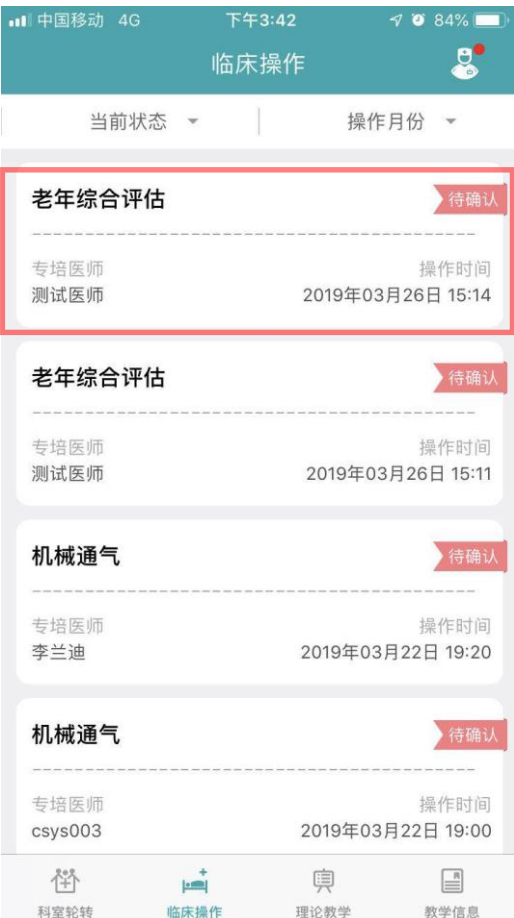 中国移动 4G 下午3:42 84%
临床操作
当前状态 操作月份
老年综合评估 待确认
专培医师 操作时间
测试医师 2019年03月26日 15:14
老年综合评估 待确认
专培医师 操作时间
测试医师 2019年03月26日 15:11
机械通气 待确认
专培医师 操作时间
李兰迪 2019年03月22日 19:20
机械通气 待确认
专培医师 操作时间
csys003 2019年03月22日 19:00
科室轮转 临床操作 理论教学 教学信息